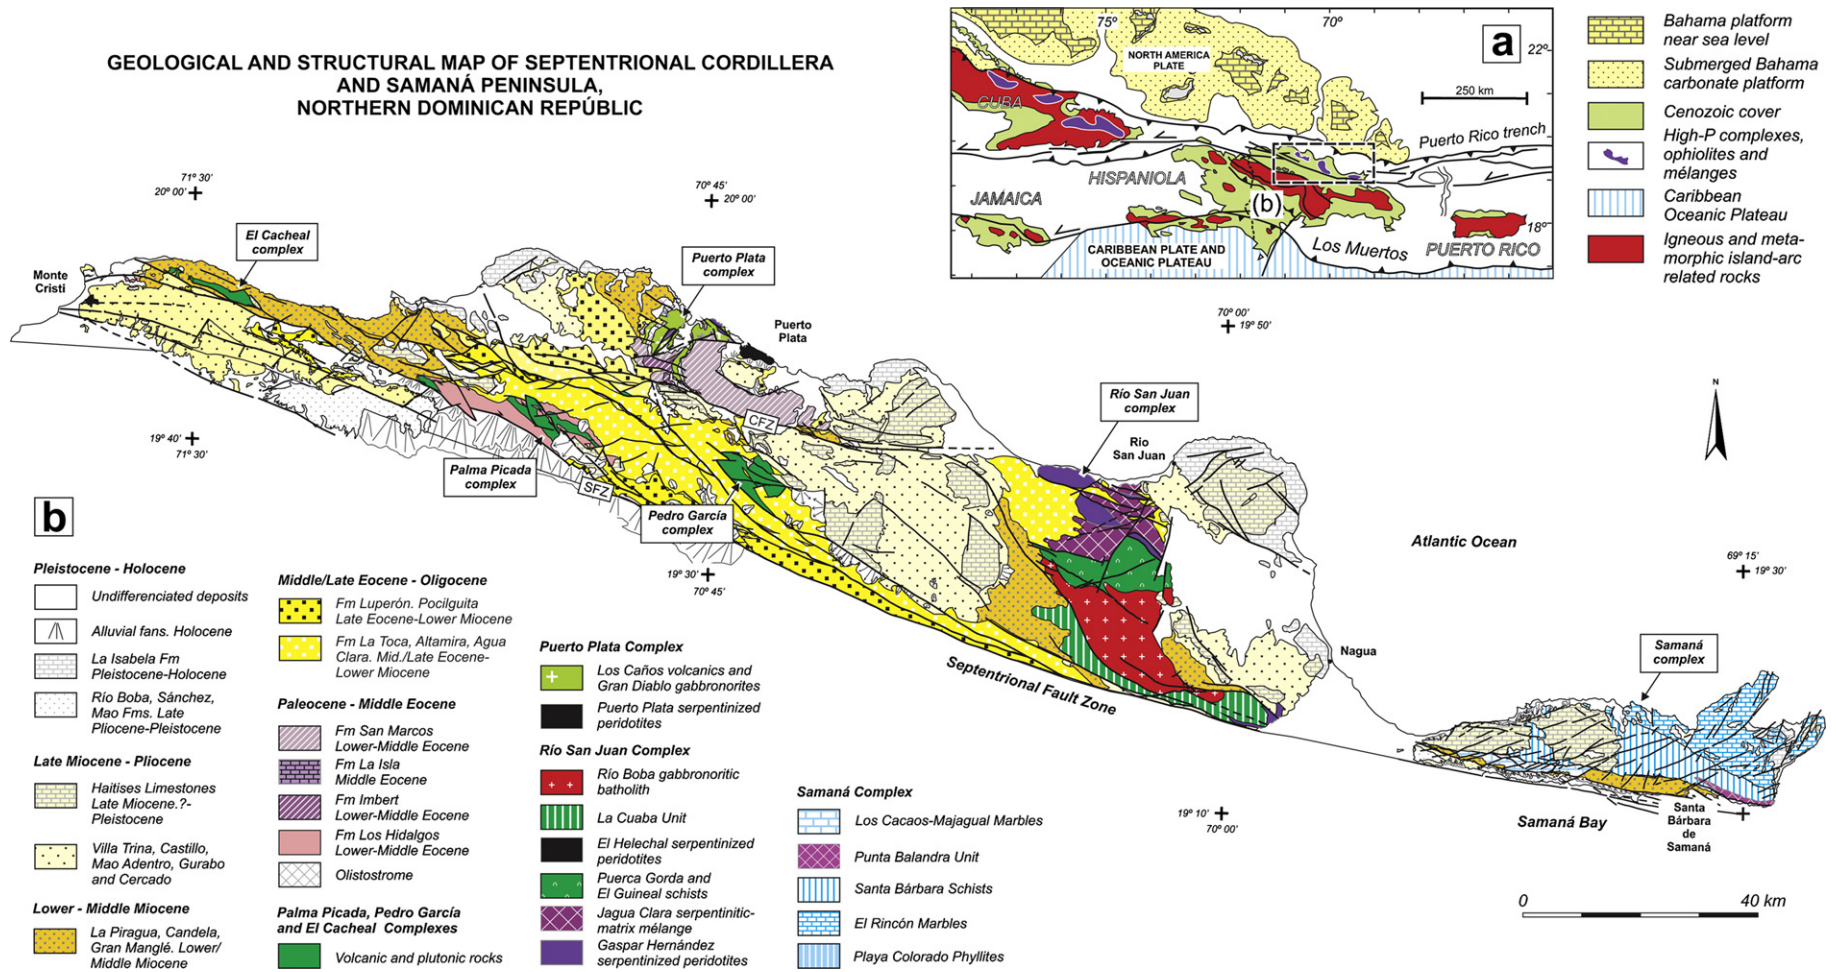 GEOLOGICAL AND STRUCTURAL MAP OF SEPTENTRIONAL CORDILLERA
AND SAMANÁ PENINSULA,
NORTHERN DOMINICAN REPÚBLIC
75°
70°
a
22°
NORTH AMERICA
PLATE
250 km
CUBA
Puerto Rico trench
HISPANIOLA
JAMAICA
(b)
18°
Los Muertos
PUERTO RICO
CARIBBEAN PLATE AND
OCEANIC PLATEAU
Bahama platform
near sea level
Submerged Bahama
carbonate platform
Cenozoic cover
High-P complexes,
ophiolites and
mélanges
Caribbean
Oceanic Plateau
Igneous and meta-
morphic island-arc
related rocks
71º 30'
20º 00'
70º 45'
20º 00'
70º 00'
19º 50'
El Cacheal
complex
Monte
Cristi
Puerto Plata
complex
Puerto
Plata
N
Río San Juan
complex
Rio
San Juan
CFZ
19º 40'
71º 30'
Palma Picada
complex
SFZ
Pedro García
complex
19º 30'
70º 45'
Atlantic Ocean
69º 15'
19º 30'
Septentrional Fault Zone
Nagua
Samaná
complex
19º 10'
70º 00'
Samaná Bay
Santa
Bárbara
de
Samaná
0
40 km
b
Pleistocene - Holocene
Undifferenciated deposits
Alluvial fans. Holocene
La Isabela Fm
Pleistocene-Holocene
Río Boba, Sánchez,
Mao Fms. Late
Pliocene-Pleistocene
Late Miocene - Pliocene
Haitises Limestones
Late Miocene.?-
Pleistocene
Villa Trina, Castillo,
Mao Adentro, Gurabo
and Cercado
Lower - Middle Miocene
La Piragua, Candela,
Gran Manglé. Lower/
Middle Miocene
Middle/Late Eocene - Oligocene
Fm Luperón. Pocilguita
Late Eocene-Lower Miocene
Fm La Toca, Altamira, Agua
Clara. Mid./Late Eocene-
Lower Miocene
Paleocene - Middle Eocene
Fm San Marcos
Lower-Middle Eocene
Fm La Isla
Middle Eocene
Fm Imbert
Lower-Middle Eocene
Fm Los Hidalgos
Lower-Middle Eocene
Olistostrome
Palma Picada, Pedro García
and El Cacheal Complexes
Volcanic and plutonic rocks
Puerto Plata Complex
Los Caños volcanics and
Gran Diablo gabbronorites
Puerto Plata serpentinized
peridotites
Río San Juan Complex
Río Boba gabbronoritic
batholith
La Cuaba Unit
El Helechal serpentinized
peridotites
Puerca Gorda and
El Guineal schists
Jagua Clara serpentinitic-
matrix mélange
Gaspar Hernández
serpentinized peridotites
Samaná Complex
Los Cacaos-Majagual Marbles
Punta Balandra Unit
Santa Bárbara Schists
El Rincón Marbles
Playa Colorado Phyllites